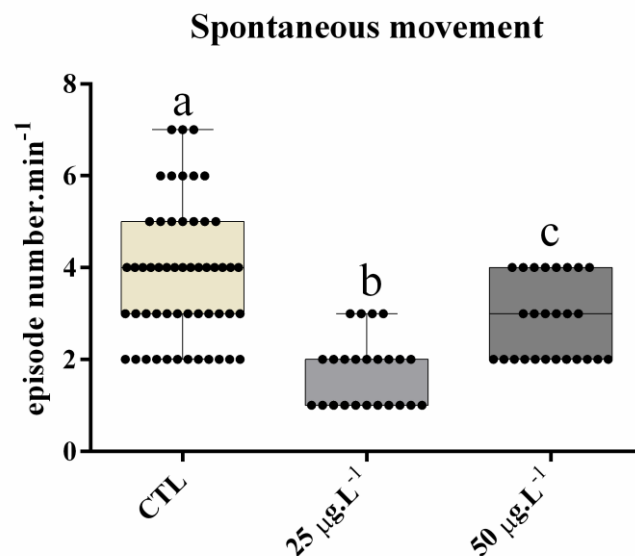 Spontaneous movement
episode number.min-1
8
6
4
2
0
a
b
c
CTL
25 µg.L-1
50 µg.L-1